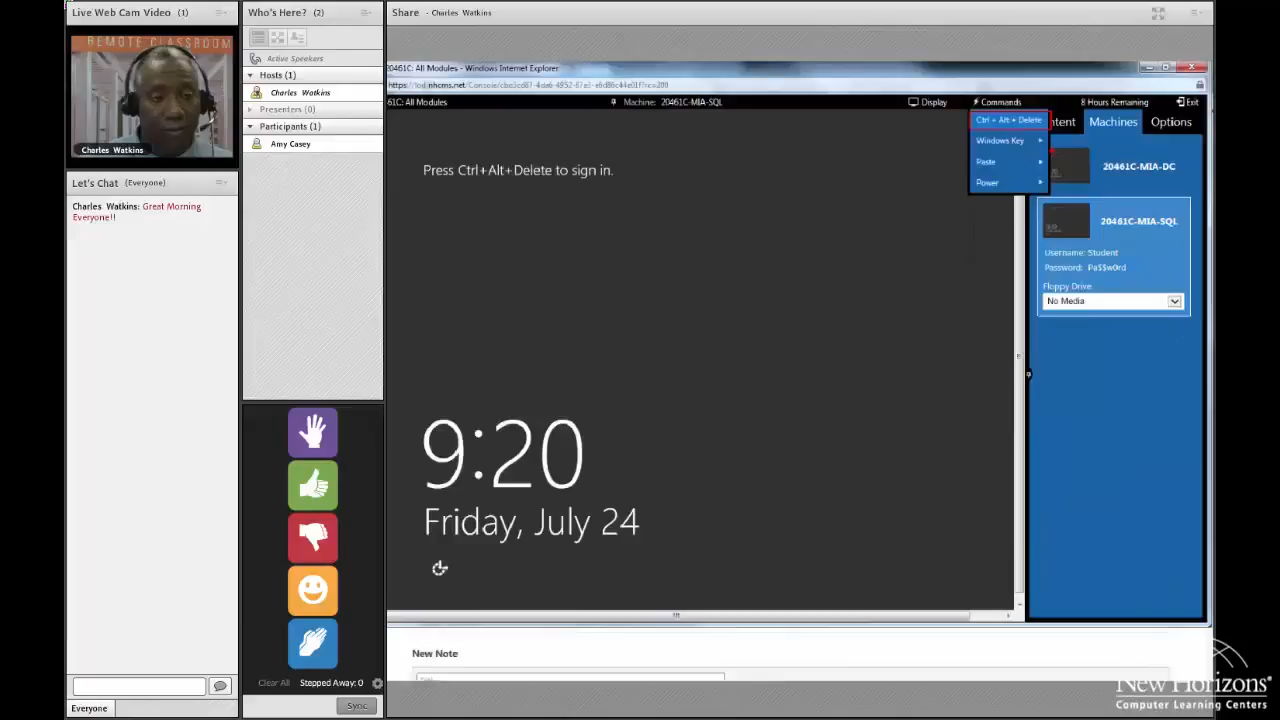 Live Web Cam Video (1)
Who's Here? (2)
Share - Charles Watkins
REMOTE CLASSROOM
Charles Watkins
Active Speakers
Hosts (1)
Charles Watkins
Presenters (0)
Participants (1)
Amy Casey
Let's Chat (Everyone)
Charles Watkins: Great Morning
Everyone!!
20461C: All Modules - Windows Internet Explorer
Machine: 20461C-MIA-SQL
Display
Commands
8 Hours Remaining
Exit
Ctrl + Alt + Delete
Windows Key
Paste
Power
Machines
Options
Press Ctrl+Alt+Delete to sign in.
20461C-MIA-DC
20461C-MIA-SQL
Username: Student
Password: Pa$$w0rd
Floppy Drive
No Media
9:20
Friday, July 24
Clear All
Stepped Away: 0
Sync
Everyone
New Note
New Horizons®
Computer Learning Centers